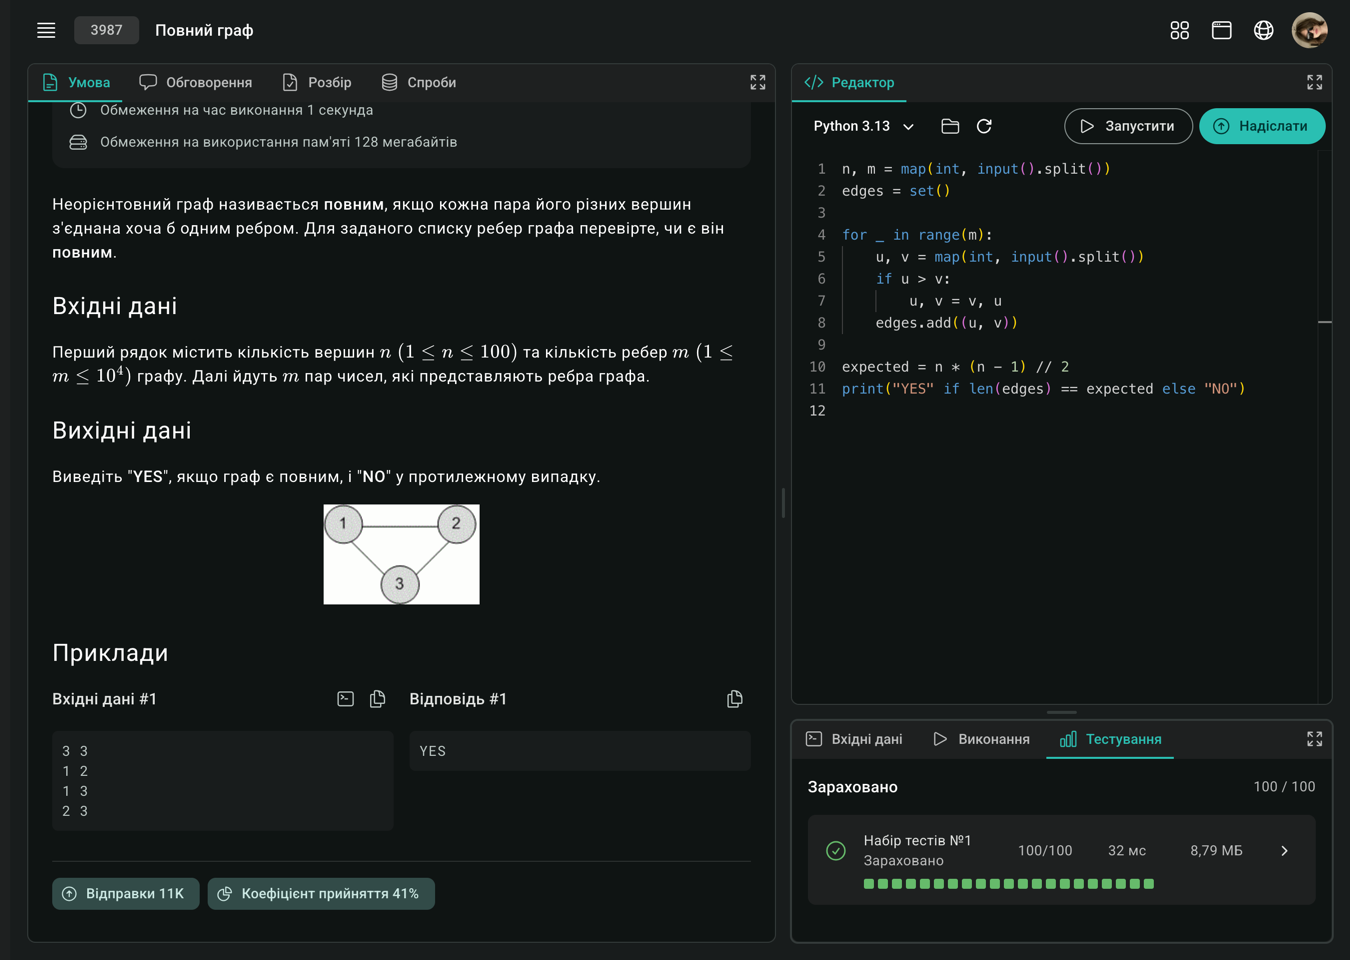 3987 Повний граф
Умова Обговорення Розбір Спроби
Обмеження на час виконання 1 секунда
Обмеження на використання пам'яті 128 мегабайтів
Неорієнтовний граф називається повним, якщо кожна пара його різних вершин
з'єднана хоча б одним ребром. Для заданого списку ребер графа перевірте, чи є він
повним.
Вхідні дані
Перший рядок містить кількість вершин n (1 ≤ n ≤ 100) та кількість ребер m (1 ≤
m ≤ 10⁴) графу. Далі йдуть m пар чисел, які представляють ребра графа.
Вихідні дані
Виведіть "YES", якщо граф є повним, і "NO" у протилежному випадку.
1 2
3
Приклади
Вхідні дані #1 Відповідь #1
3 3
1 2
1 3
2 3
YES
Відправки 11K Коефіцієнт прийняття 41%
Редактор
Python 3.13 Запустити Надіслати
1 n, m = map(int, input().split())
2 edges = set()
3
4 for _ in range(m):
5     u, v = map(int, input().split())
6     if u > v:
7         u, v = v, u
8     edges.add((u, v))
9
10 expected = n * (n - 1) // 2
11 print("YES" if len(edges) == expected else "NO")
12
Вхідні дані Виконання Тестування
Зараховано 100 / 100
Набір тестів №1 100/100 32 мс 8,79 МБ
Зараховано